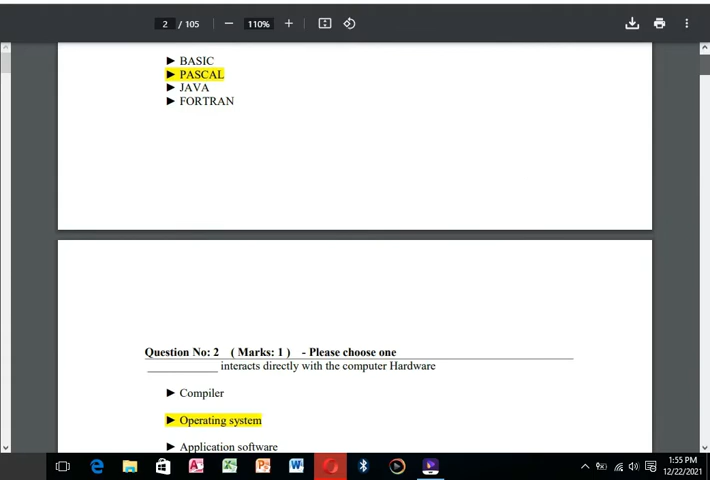 2 / 105
110%
► BASIC
► PASCAL
► JAVA
► FORTRAN
Question No: 2 ( Marks: 1 ) - Please choose one
____________ interacts directly with the computer Hardware
► Compiler
► Operating system
► Application software
1:55 PM
12/22/2021